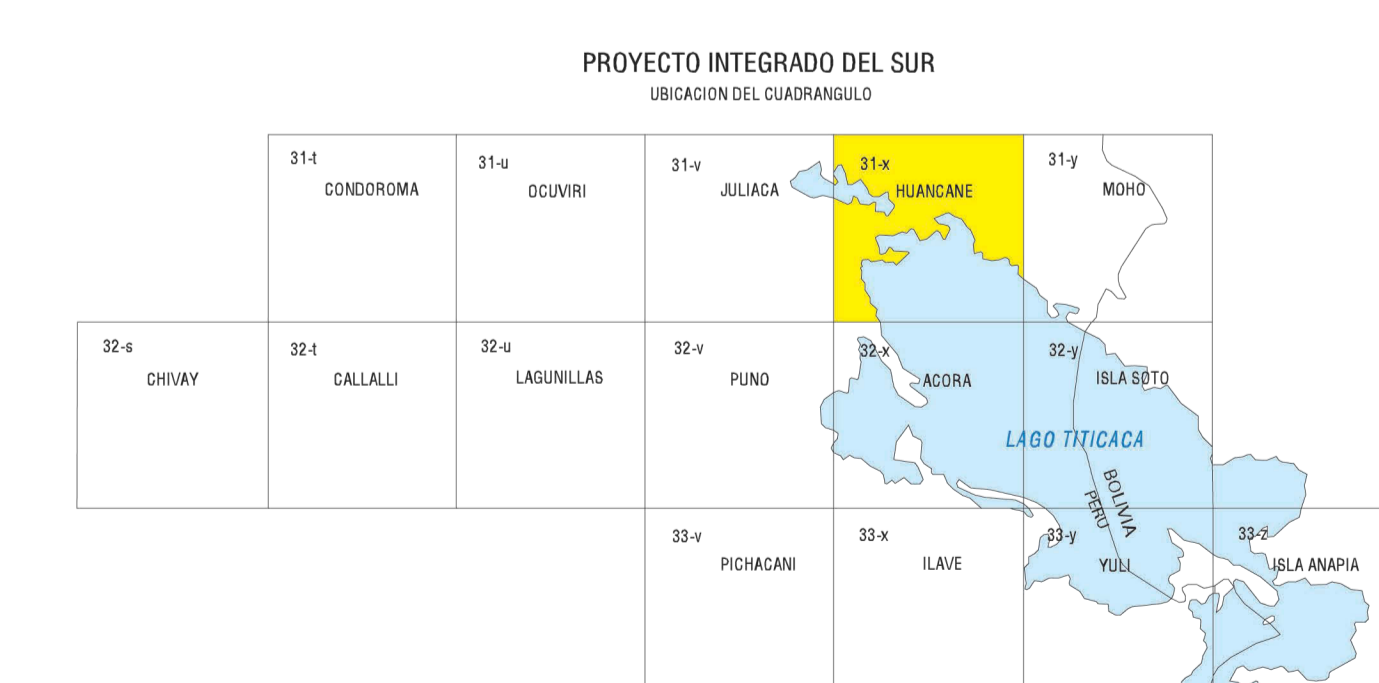 PROYECTO INTEGRADO DEL SUR
UBICACION DEL CUADRANGULO
31-t
CONDOROMA
31-u
OCUVIRI
31-v
JULIACA
31-x
HUANCANE
31-y
MOHO
32-s
CHIVAY
32-t
CALLALLI
32-u
LAGUNILLAS
32-v
PUNO
32-x
ACORA
32-y
ISLA SOTO
LAGO TITICACA
BOLIVIA
PERU
33-v
PICHACANI
33-x
ILAVE
33-y
YULI
33-z
ISLA ANAPIA